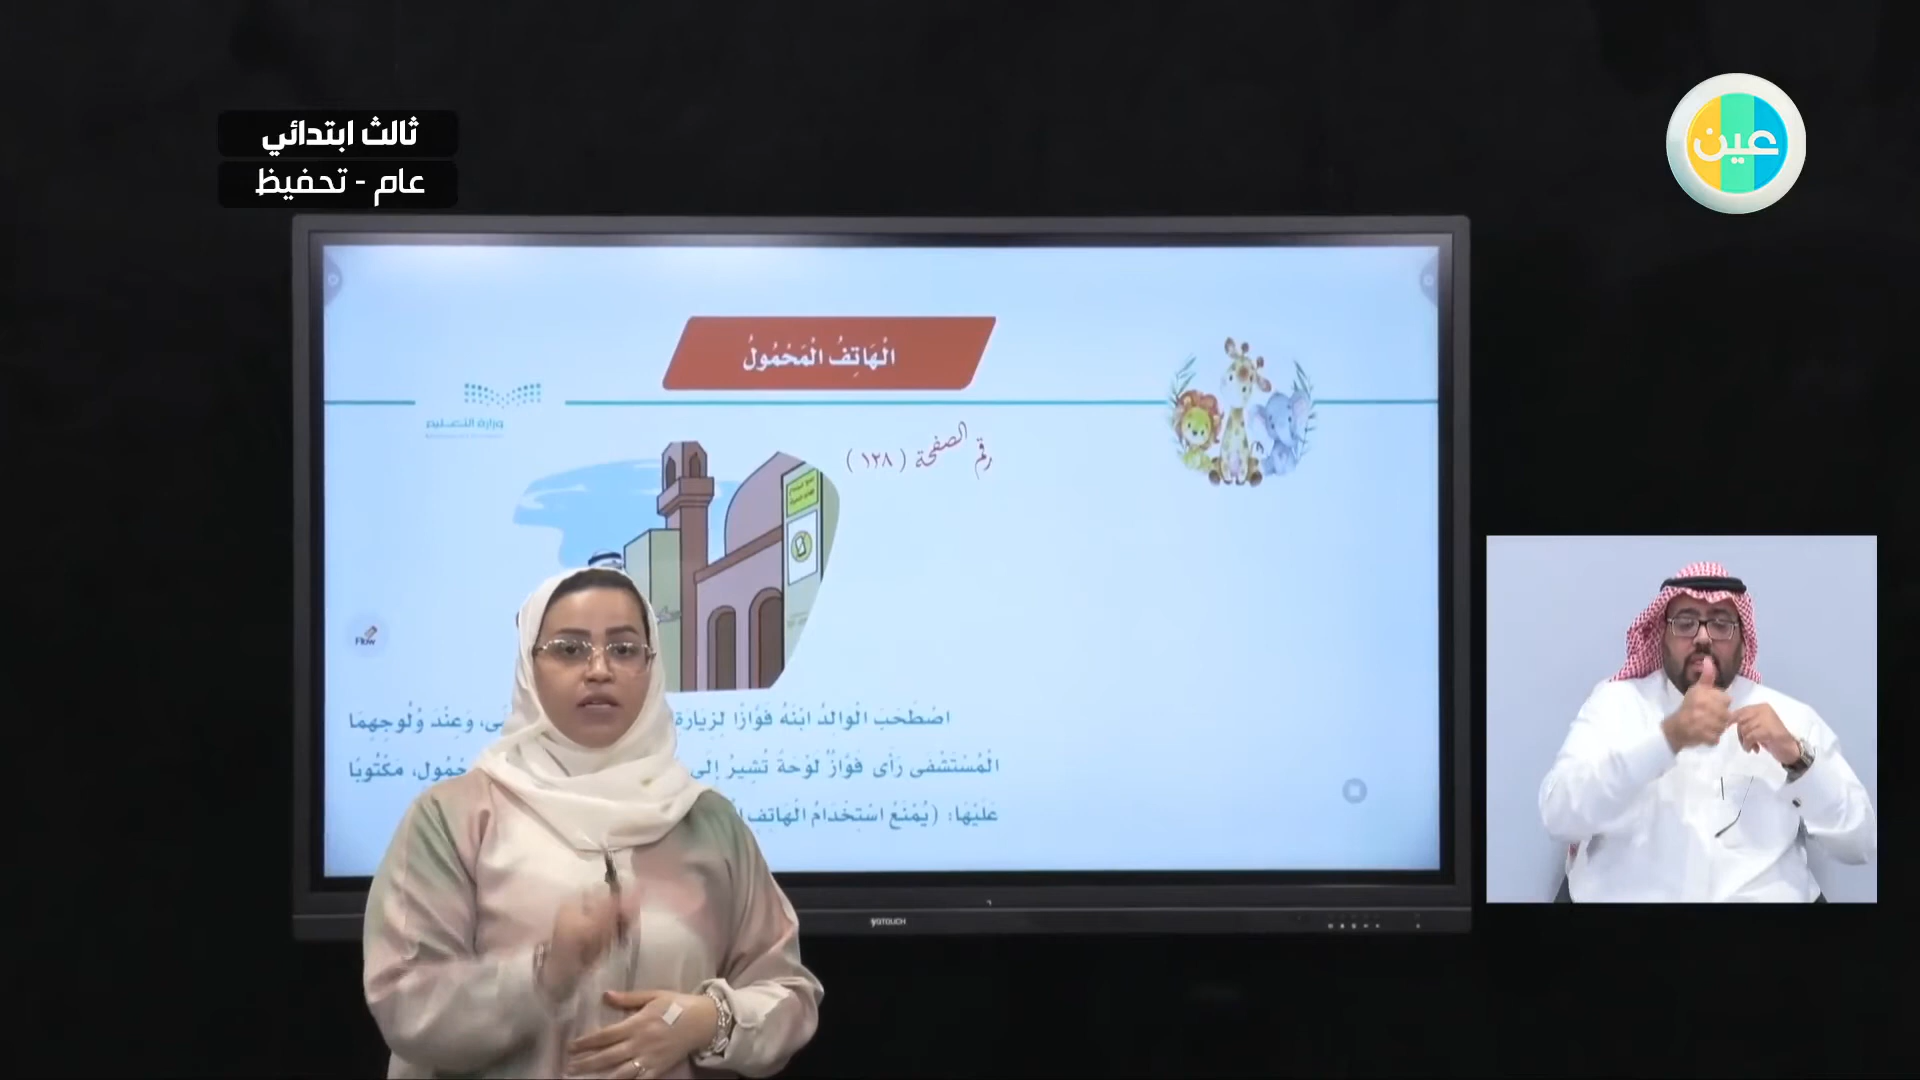 ثالث ابتدائي
عام - تحفيظ
عين
الْهَاتِفُ الْمَحْمُولُ
وزارة التعليم
رقم الصفحة (١٢٨)
Flow
اصْطَحَبَ الْوَالِدُ ابْنَهُ فَوَّازًا لِزِيَارَةِ وَعِنْدَ وُلُوجِهِمَا
الْمُسْتَشْفَى رَأَى فَوَّازٌ لَوْحَةً تُشِيرُ إِلَى مَكْتُوبًا
عَلَيْهَا: (يُمْنَعُ اسْتِخْدَامُ الْهَاتِفِ